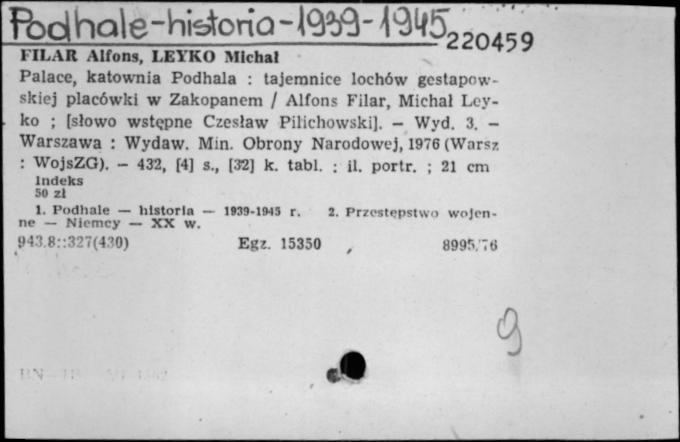 Podhale-historia-1939-1945
220459
FILAR Alfons, LEYKO Michał
Palace, katownia Podhala : tajemnice lochów gestapow-
skiej placówki w Zakopanem / Alfons Filar, Michał Ley-
ko ; [słowo wstępne Czesław Pilichowski]. — Wyd. 3. —
Warszawa : Wydaw. Min. Obrony Narodowej, 1976 (Warsz
: WojsZG). — 432, [4] s., [32] k. tabl. : il. portr. ; 21 cm
Indeks
50 zł
1. Podhale — historia — 1939-1945 r. 2. Przestępstwo wojen-
ne — Niemcy — XX w.
943.8::327(430) Egz. 15350 8995/76
9
BN